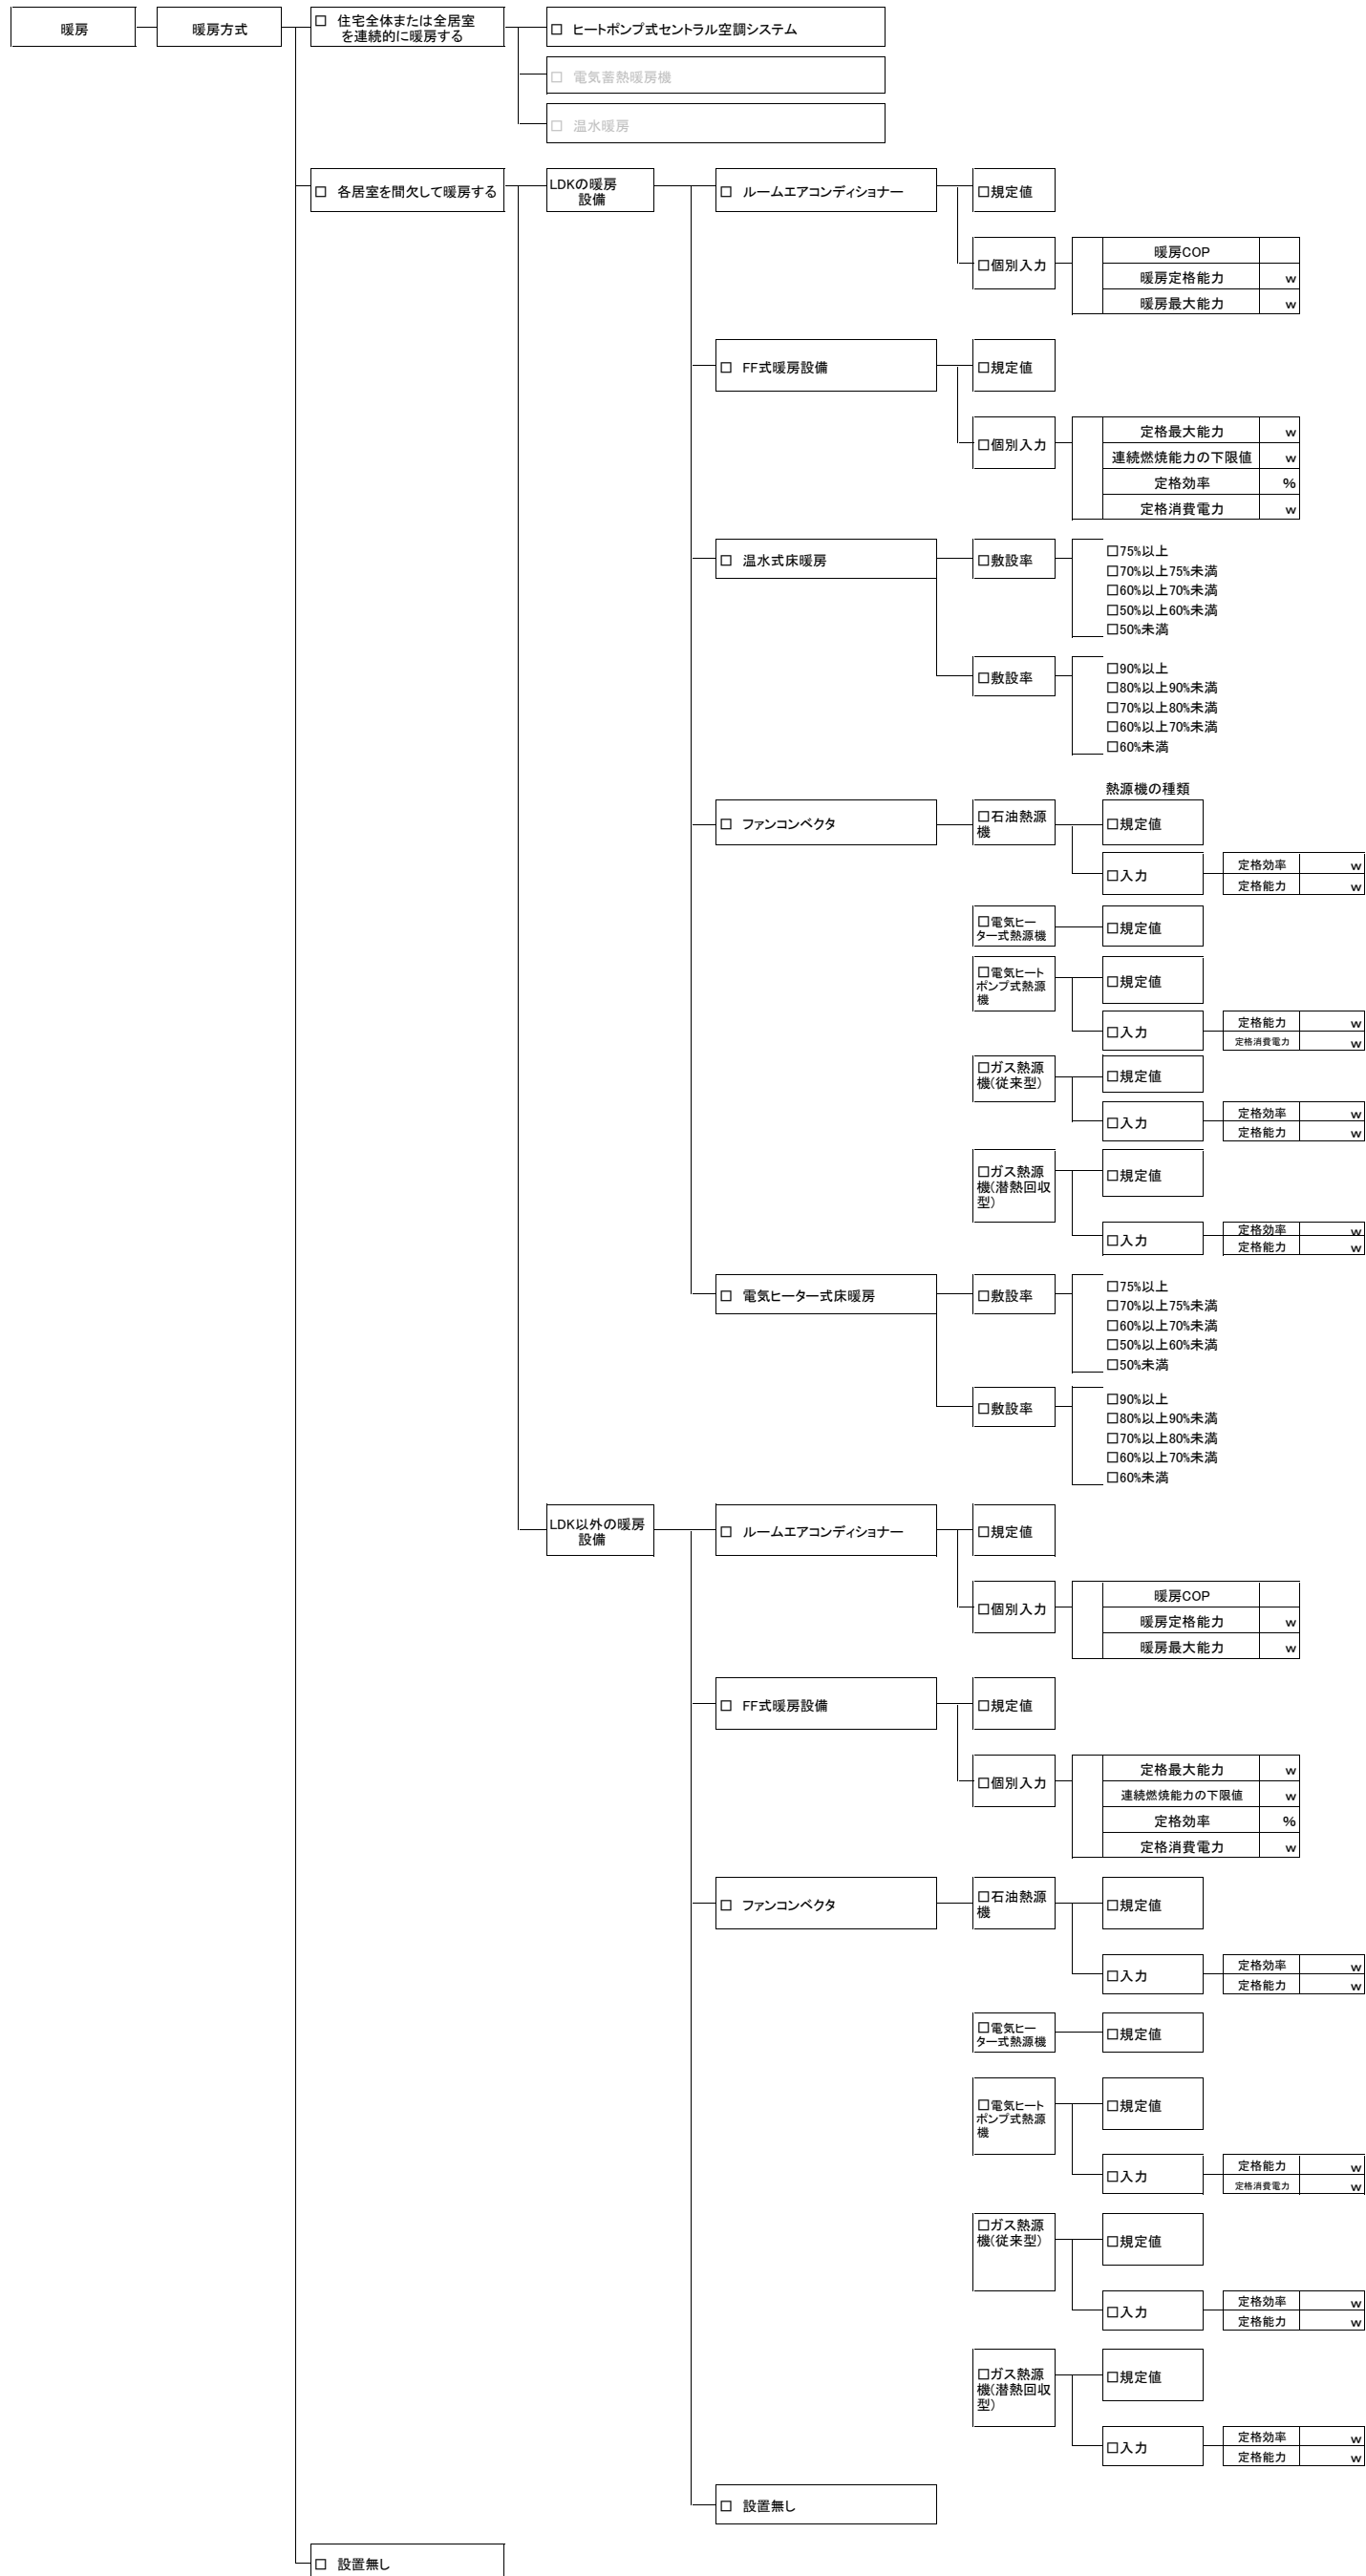 暖房
暖房方式
□ 住宅全体または全居室
を連続的に暖房する
□ ヒートポンプ式セントラル空調システム
□ 電気蓄熱暖房機
□ 温水暖房
□ 各居室を間欠して暖房する
LDKの暖房
設備
□ ルームエアコンディショナー
□規定値
□個別入力
暖房COP
暖房定格能力 w
暖房最大能力 w
□ FF式暖房設備
□規定値
□個別入力
定格最大能力 w
連続燃焼能力の下限値 w
定格効率 %
定格消費電力 w
□ 温水式床暖房
□敷設率
□75%以上
□70%以上75%未満
□60%以上70%未満
□50%以上60%未満
□50%未満
□敷設率
□90%以上
□80%以上90%未満
□70%以上80%未満
□60%以上70%未満
□60%未満
熱源機の種類
□ ファンコンベクタ
□石油熱源
機
□規定値
□入力
定格効率 w
定格能力 w
□電気ヒー
ター式熱源機
□規定値
□電気ヒート
ポンプ式熱源
機
□規定値
□入力
定格能力 w
定格消費電力 w
□ガス熱源
機(従来型)
□規定値
□入力
定格効率 w
定格能力 w
□ガス熱源
機(潜熱回収
型)
□規定値
□入力
定格効率 w
定格能力 w
□ 電気ヒーター式床暖房
□敷設率
□75%以上
□70%以上75%未満
□60%以上70%未満
□50%以上60%未満
□50%未満
□敷設率
□90%以上
□80%以上90%未満
□70%以上80%未満
□60%以上70%未満
□60%未満
LDK以外の暖房
設備
□ ルームエアコンディショナー
□規定値
□個別入力
暖房COP
暖房定格能力 w
暖房最大能力 w
□ FF式暖房設備
□規定値
□個別入力
定格最大能力 w
連続燃焼能力の下限値 w
定格効率 %
定格消費電力 w
□ ファンコンベクタ
□石油熱源
機
□規定値
□入力
定格効率 w
定格能力 w
□電気ヒー
ター式熱源機
□規定値
□電気ヒート
ポンプ式熱源
機
□規定値
□入力
定格能力 w
定格消費電力 w
□ガス熱源
機(従来型)
□規定値
□入力
定格効率 w
定格能力 w
□ガス熱源
機(潜熱回収
型)
□規定値
□入力
定格効率 w
定格能力 w
□ 設置無し
□ 設置無し